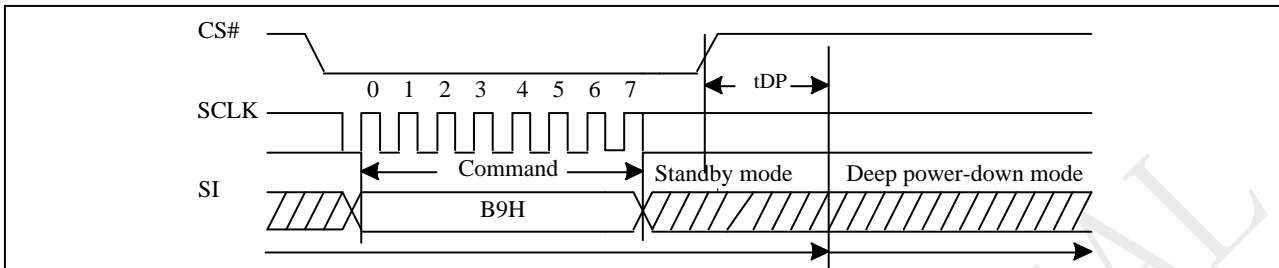 CS#
tDP
0 1 2 3 4 5 6 7
SCLK
Command
Standby mode
Deep power-down mode
SI
B9H